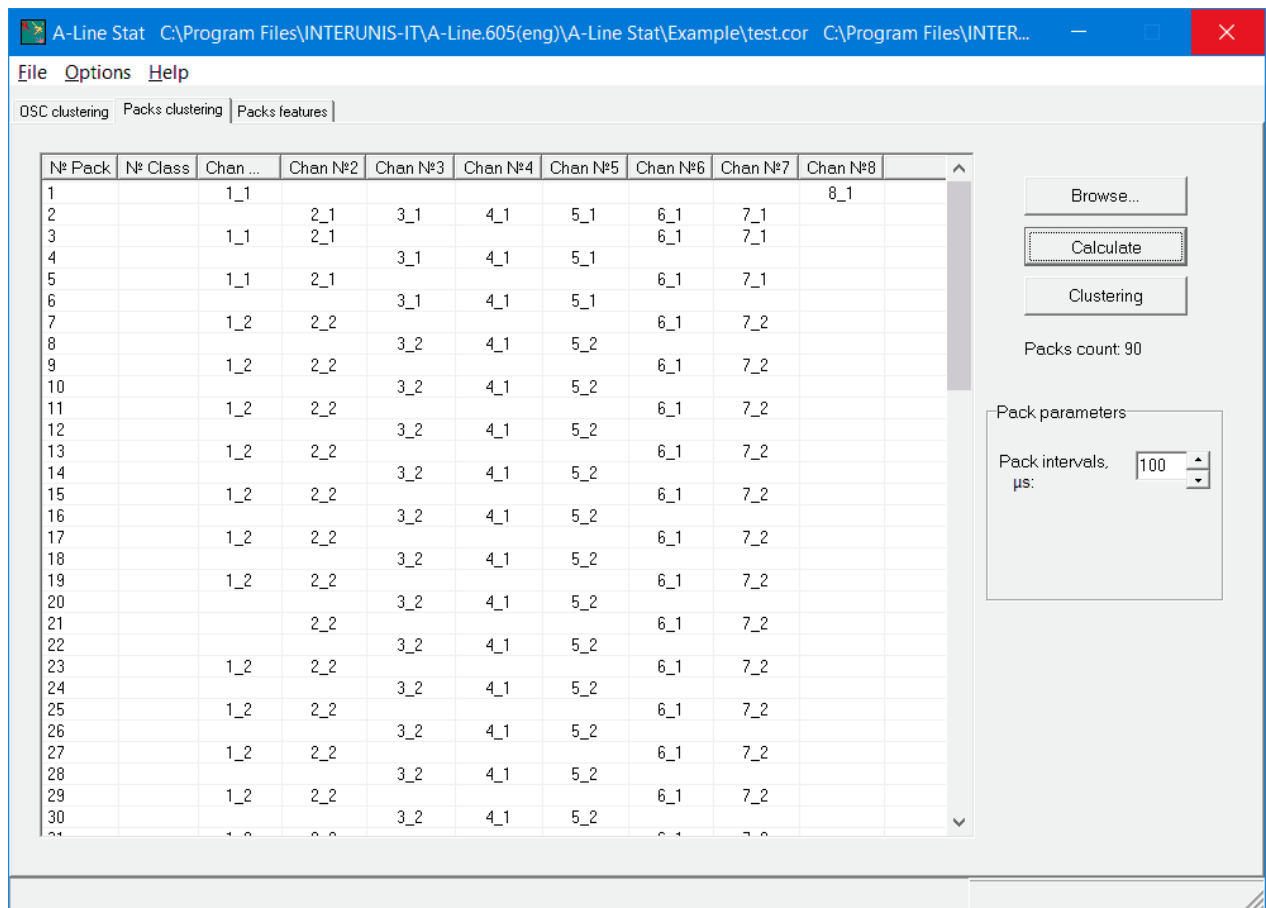 A-Line Stat C:\Program Files\INTERUNIS-IT\A-Line.605(eng)\A-Line Stat\Example\test.cor C:\Program Files\INTER...
File Options Help
OSC clustering Packs clustering Packs features
№ Pack № Class Chan ... Chan №2 Chan №3 Chan №4 Chan №5 Chan №6 Chan №7 Chan №8
1 1_1 8_1
2 2_1 3_1 4_1 5_1 6_1 7_1
3 1_1 2_1 6_1 7_1
4 3_1 4_1 5_1
5 1_1 2_1 6_1 7_1
6 3_1 4_1 5_1
7 1_2 2_2 6_1 7_2
8 3_2 4_1 5_2
9 1_2 2_2 6_1 7_2
10 3_2 4_1 5_2
11 1_2 2_2 6_1 7_2
12 3_2 4_1 5_2
13 1_2 2_2 6_1 7_2
14 3_2 4_1 5_2
15 1_2 2_2 6_1 7_2
16 3_2 4_1 5_2
17 1_2 2_2 6_1 7_2
18 3_2 4_1 5_2
19 1_2 2_2 6_1 7_2
20 3_2 4_1 5_2
21 2_2 6_1 7_2
22 3_2 4_1 5_2
23 1_2 2_2 6_1 7_2
24 3_2 4_1 5_2
25 1_2 2_2 6_1 7_2
26 3_2 4_1 5_2
27 1_2 2_2 6_1 7_2
28 3_2 4_1 5_2
29 1_2 2_2 6_1 7_2
30 3_2 4_1 5_2
Browse...
Calculate
Clustering
Packs count: 90
Pack parameters
Pack intervals, 100
µs: